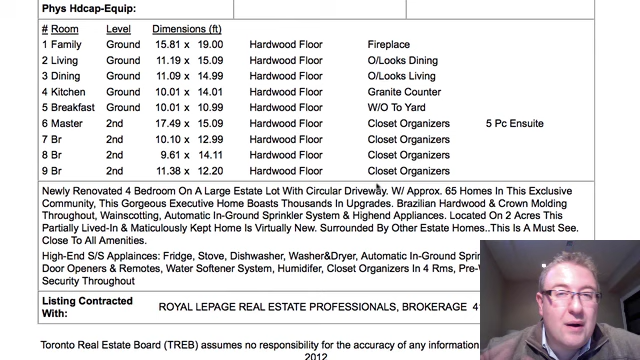 Phys Hdcap-Equip:
# Room Level Dimensions (ft)
1 Family Ground 15.81 x 19.00 Hardwood Floor Fireplace
2 Living Ground 11.19 x 15.09 Hardwood Floor O/Looks Dining
3 Dining Ground 11.09 x 14.99 Hardwood Floor O/Looks Living
4 Kitchen Ground 10.01 x 14.01 Hardwood Floor Granite Counter
5 Breakfast Ground 10.01 x 10.99 Hardwood Floor W/O To Yard
6 Master 2nd 17.49 x 15.09 Hardwood Floor Closet Organizers 5 Pc Ensuite
7 Br 2nd 10.10 x 12.99 Hardwood Floor Closet Organizers
8 Br 2nd 9.61 x 14.11 Hardwood Floor Closet Organizers
9 Br 2nd 11.38 x 12.20 Hardwood Floor Closet Organizers
Newly Renovated 4 Bedroom On A Large Estate Lot With Circular Driveway. W/ Approx. 65 Homes In This Exclusive
Community, This Gorgeous Executive Home Boasts Thousands In Upgrades. Brazilian Hardwood & Crown Molding
Throughout, Wainscotting, Automatic In-Ground Sprinkler System & Highend Appliances. Located On 2 Acres This
Partially Lived-In & Maticulously Kept Home Is Virtually New. Surrounded By Other Estate Homes..This Is A Must See.
Close To All Amenities.
High-End S/S Applainces: Fridge, Stove, Dishwasher, Washer&Dryer, Automatic In-Ground
Door Openers & Remotes, Water Softener System, Humidifer, Closet Organizers In 4 Rms,
Security Throughout
Listing Contracted
With: ROYAL LEPAGE REAL ESTATE PROFESSIONALS, BROKERAGE
Toronto Real Estate Board (TREB) assumes no responsibility for the accuracy of any
2012